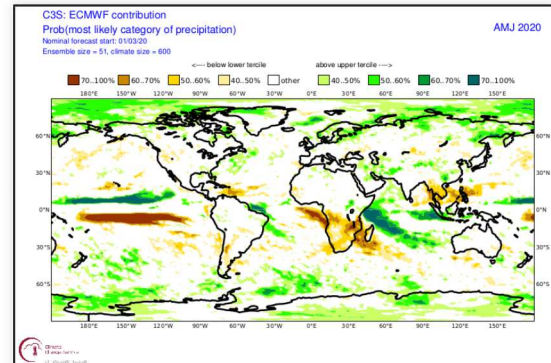 C3S: ECMWF contribution
Prob(most likely category of precipitation)
AMJ 2020
Nominal forecast start: 01/03/20
Ensemble size = 51, climate size = 600
<---- below lower tercile
above upper tercile ---->
70..100% 60..70% 50..60% 40..50% other 40..50% 50..60% 60..70% 70..100%
180°E 150°W 120°W 90°W 60°W 30°W 0°E 30°E 60°E 90°E 120°E 150°E
60°N 60°N
30°N 30°N
0°N 0°N
30°S 30°S
60°S 60°S
180°E 150°W 120°W 90°W 60°W 30°W 0°E 30°E 60°E 90°E 120°E 150°E
Climate